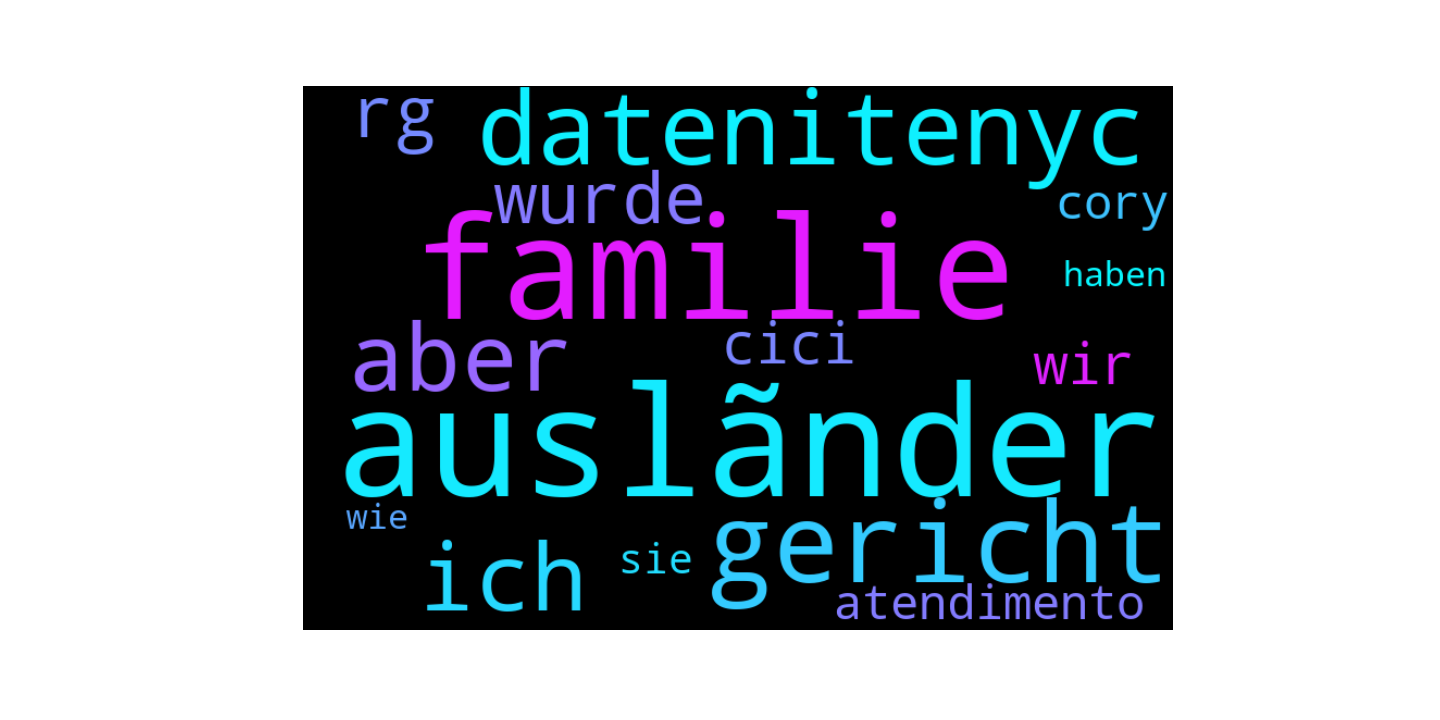 rg
datenitenyc
wurde
cory
familie
haben
aber
cici
wir
auslãnder
wie
gericht
ich
sie
atendimento